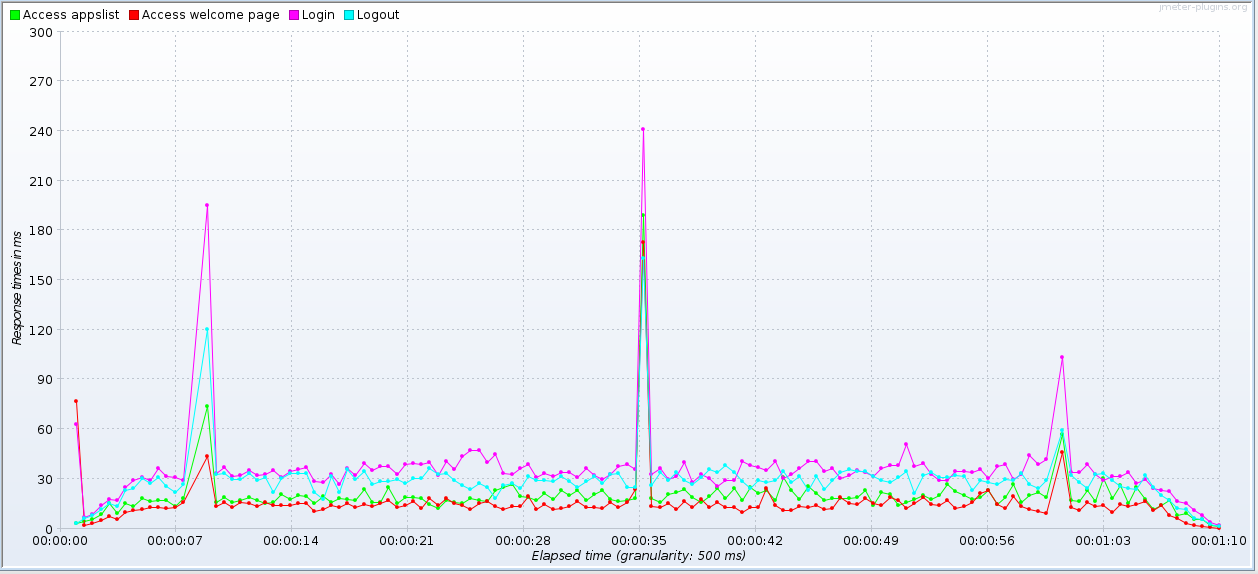 Access appslist Access welcome page Login Logout
jmeter-plugins.org
300
270
240
210
180
150
120
90
60
30
0
Response times in ms
00:00:00 00:00:07 00:00:14 00:00:21 00:00:28 00:00:35 00:00:42 00:00:49 00:00:56 00:01:03 00:01:10
Elapsed time (granularity: 500 ms)